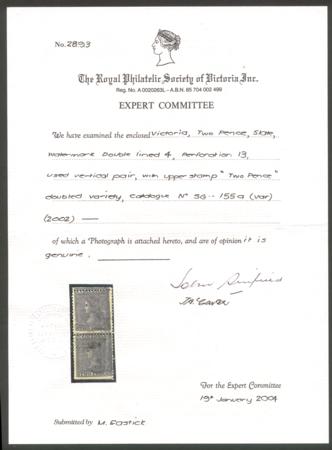 No. 2893
The Royal Philatelic Society of Victoria Inc.
Reg. No - A 0020263L - A.B.N. 85 704 002 499
EXPERT COMMITTEE
We have examined the enclosed Victoria, Two Pence, Slate,
Watermark Double lined 4, Perforation 13,
used vertical pair, with upper stamp "Two Pence"
doubled variety, catalogue Nº SG - 155a (var)
(2002)
of which a Photograph is attached hereto, and are of opinion it is
genuine.
For the Expert Committee
19th January 2004
Submitted by M. Eastick